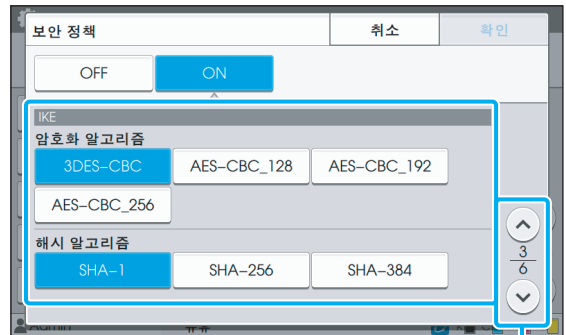 보안 정책
취소
확인
OFF
ON
IKE
암호화 알고리즘
3DES-CBC
AES-CBC_128
AES-CBC_192
AES-CBC_256
해시 알고리즘
SHA-1
SHA-256
SHA-384
3
6
Admin